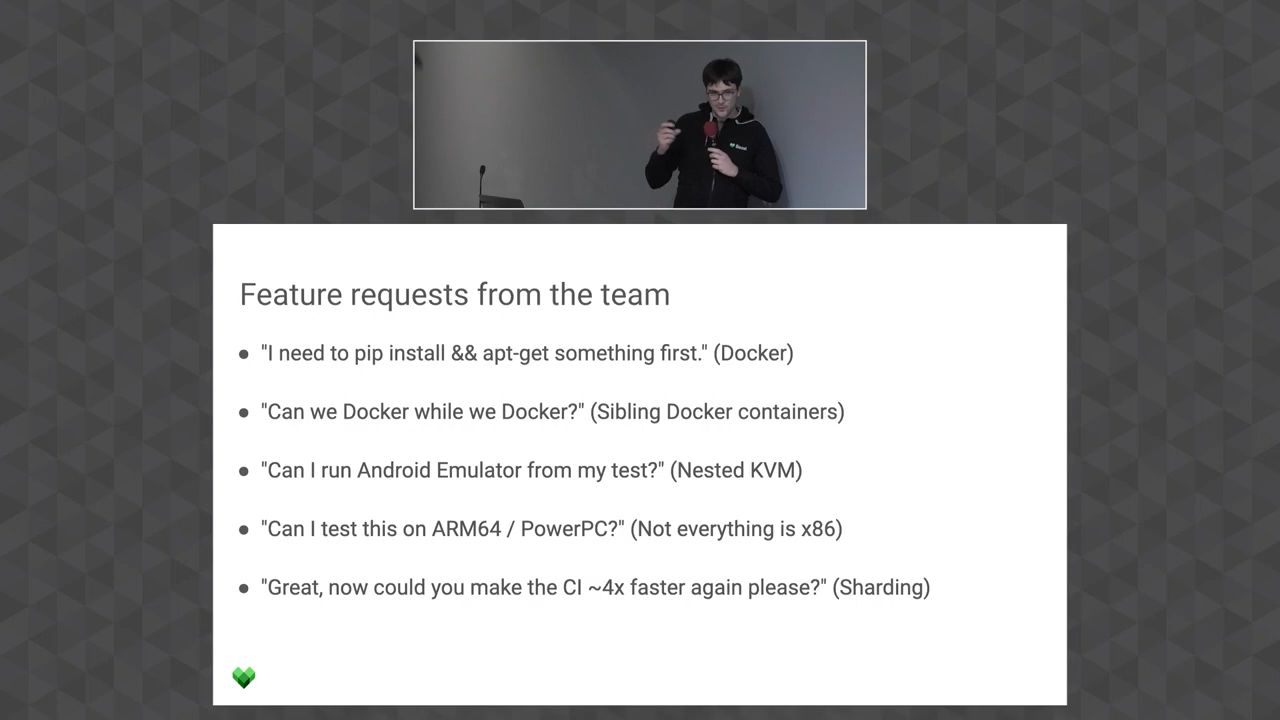 Feature requests from the team
● "I need to pip install && apt-get something first." (Docker)
● "Can we Docker while we Docker?" (Sibling Docker containers)
● "Can I run Android Emulator from my test?" (Nested KVM)
● "Can I test this on ARM64 / PowerPC?" (Not everything is x86)
● "Great, now could you make the CI ~4x faster again please?" (Sharding)